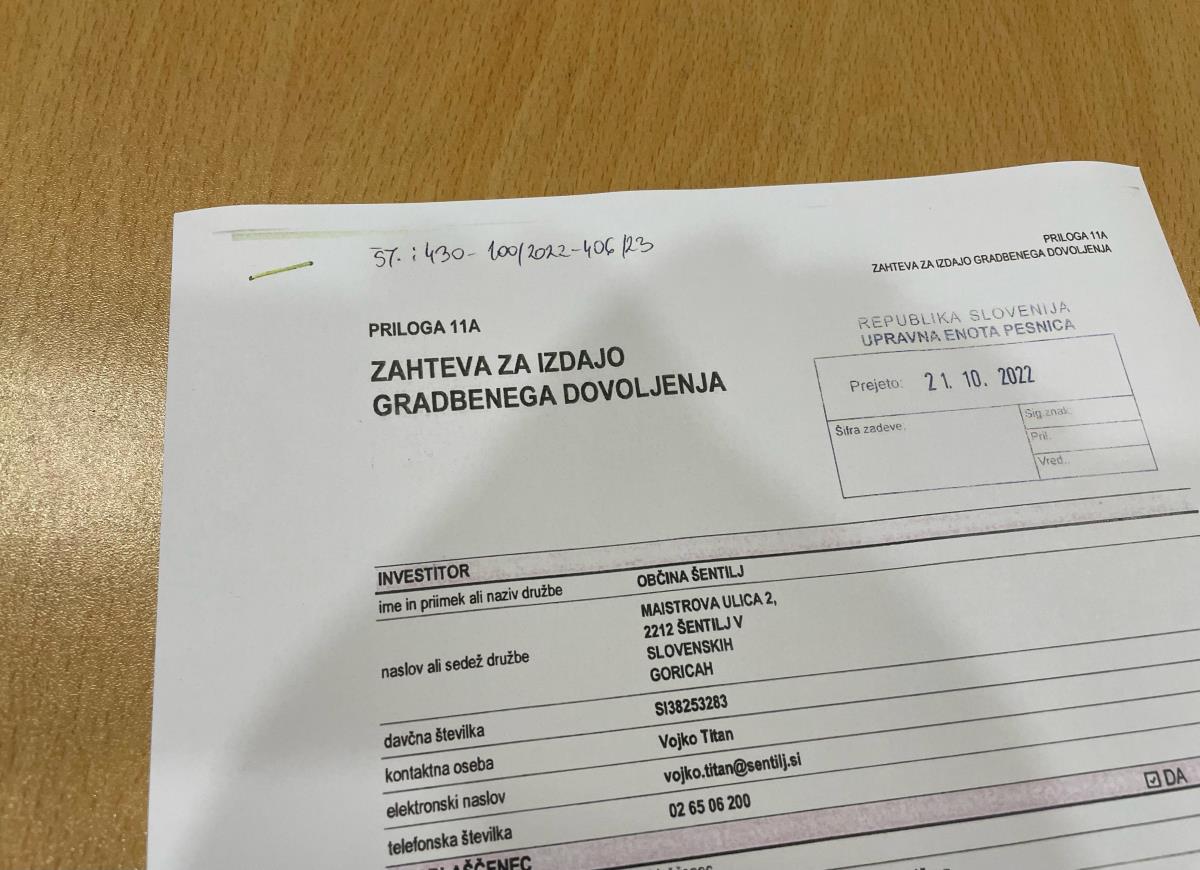 ŠT. : 430-100/2022-406/23
PRILOGA 11A
ZAHTEVA ZA IZDAJO GRADBENEGA DOVOLJENJA
PRILOGA 11A
ZAHTEVA ZA IZDAJO
GRADBENEGA DOVOLJENJA
REPUBLIKA SLOVENIJA
UPRAVNA ENOTA PESNICA
Prejeto: 21. 10. 2022
Šifra zadeve:
Sig.znak:
Pril.:
Vred.:
INVESTITOR
ime in priimek ali naziv družbe OBČINA ŠENTILJ
naslov ali sedež družbe MAISTROVA ULICA 2,
2212 ŠENTILJ V
SLOVENSKIH
GORICAH
davčna številka SI38253283
kontaktna oseba Vojko Titan
elektronski naslov vojko.titan@sentilj.si
telefonska številka 02 65 06 200
☑ DA